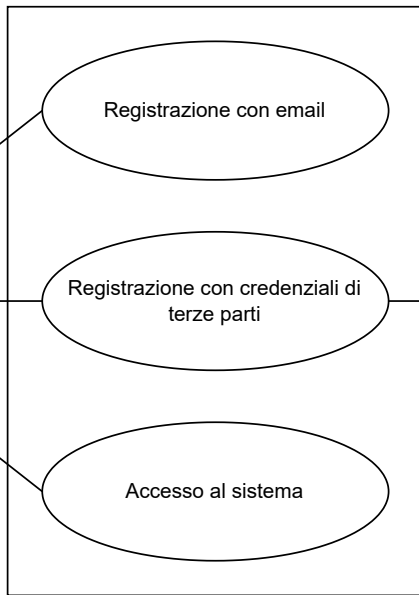 Registrazione con email
Registrazione con credenziali di
terze parti
Accesso al sistema